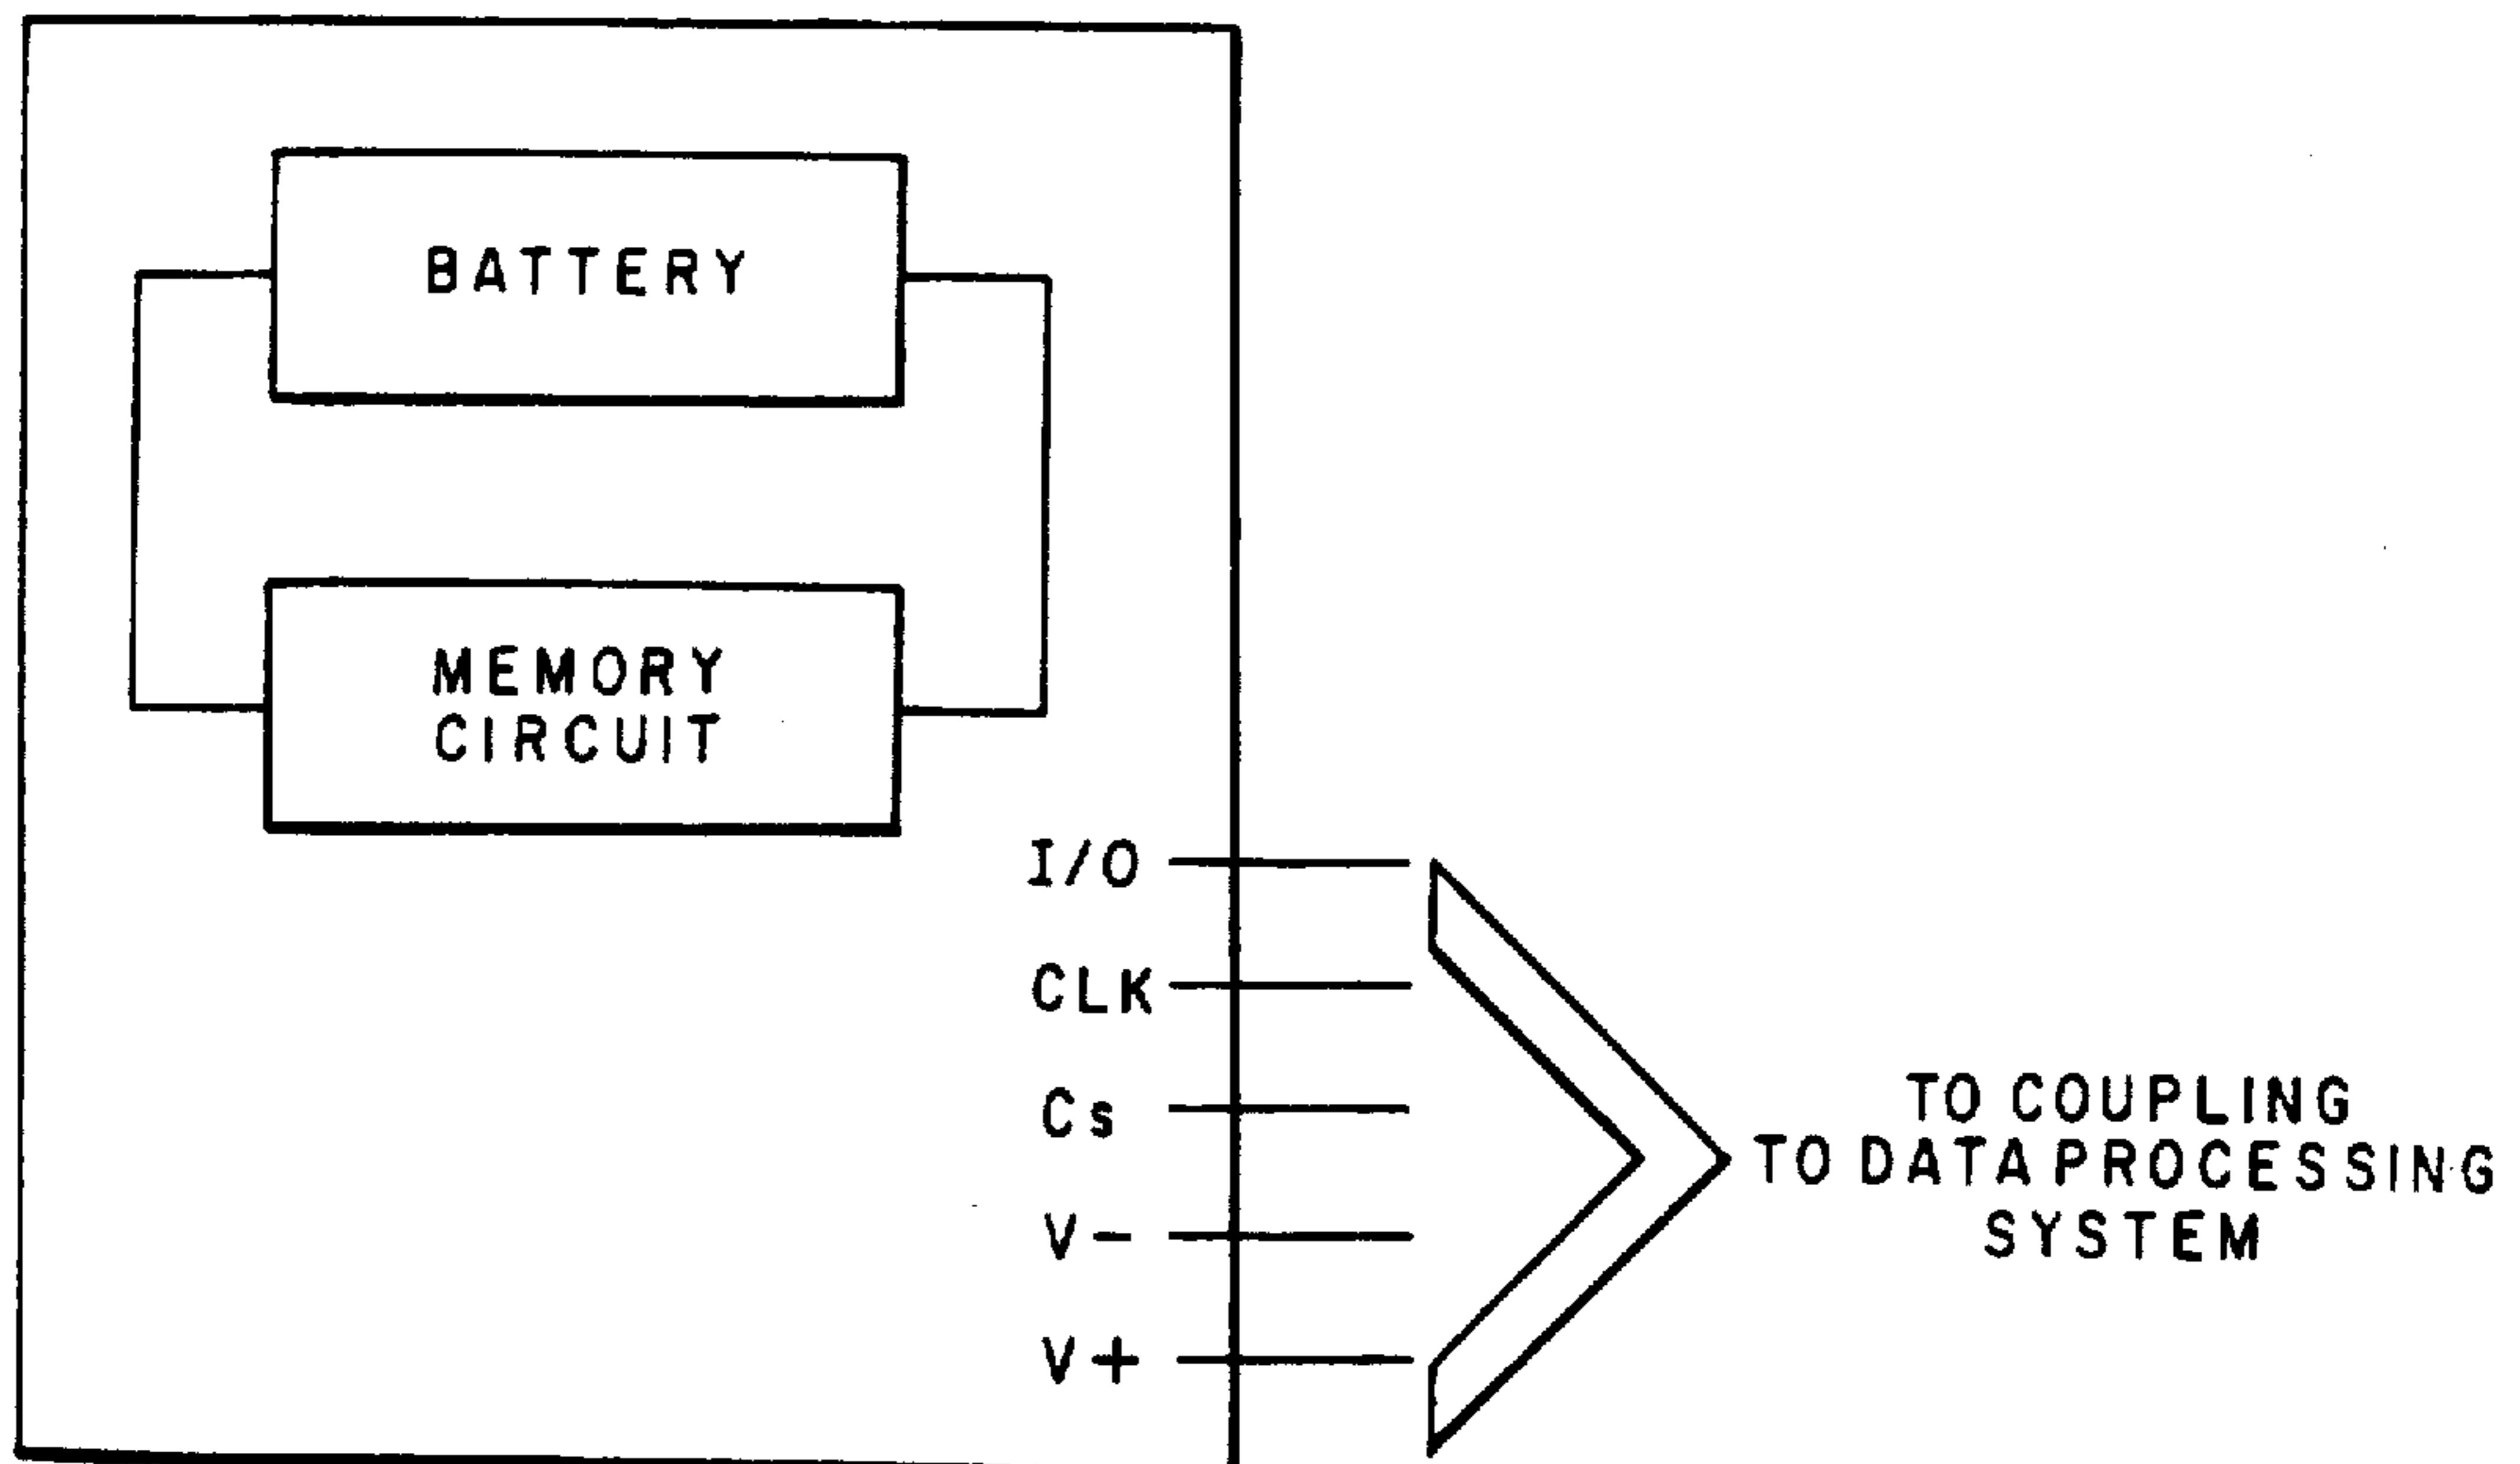 BATTERY
MEMORY
CIRCUIT
I/O
CLK
Cs
V-
V+
TO COUPLING
TO DATA PROCESSING
SYSTEM